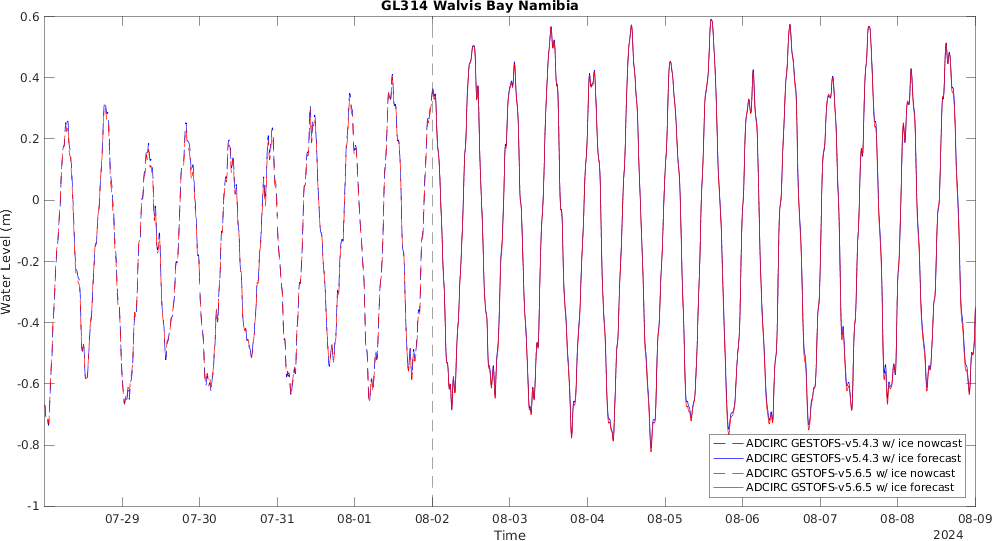 GL314 Walvis Bay Namibia
Water Level (m)
0.6
0.4
0.2
0
-0.2
-0.4
-0.6
-0.8
-1
ADCIRC GESTOFS-v5.4.3 w/ ice nowcast
ADCIRC GESTOFS-v5.4.3 w/ ice forecast
ADCIRC GSTOFS-v5.6.5 w/ ice nowcast
ADCIRC GSTOFS-v5.6.5 w/ ice forecast
07-29 07-30 07-31 08-01 08-02 08-03 08-04 08-05 08-06 08-07 08-08 08-09
Time
2024